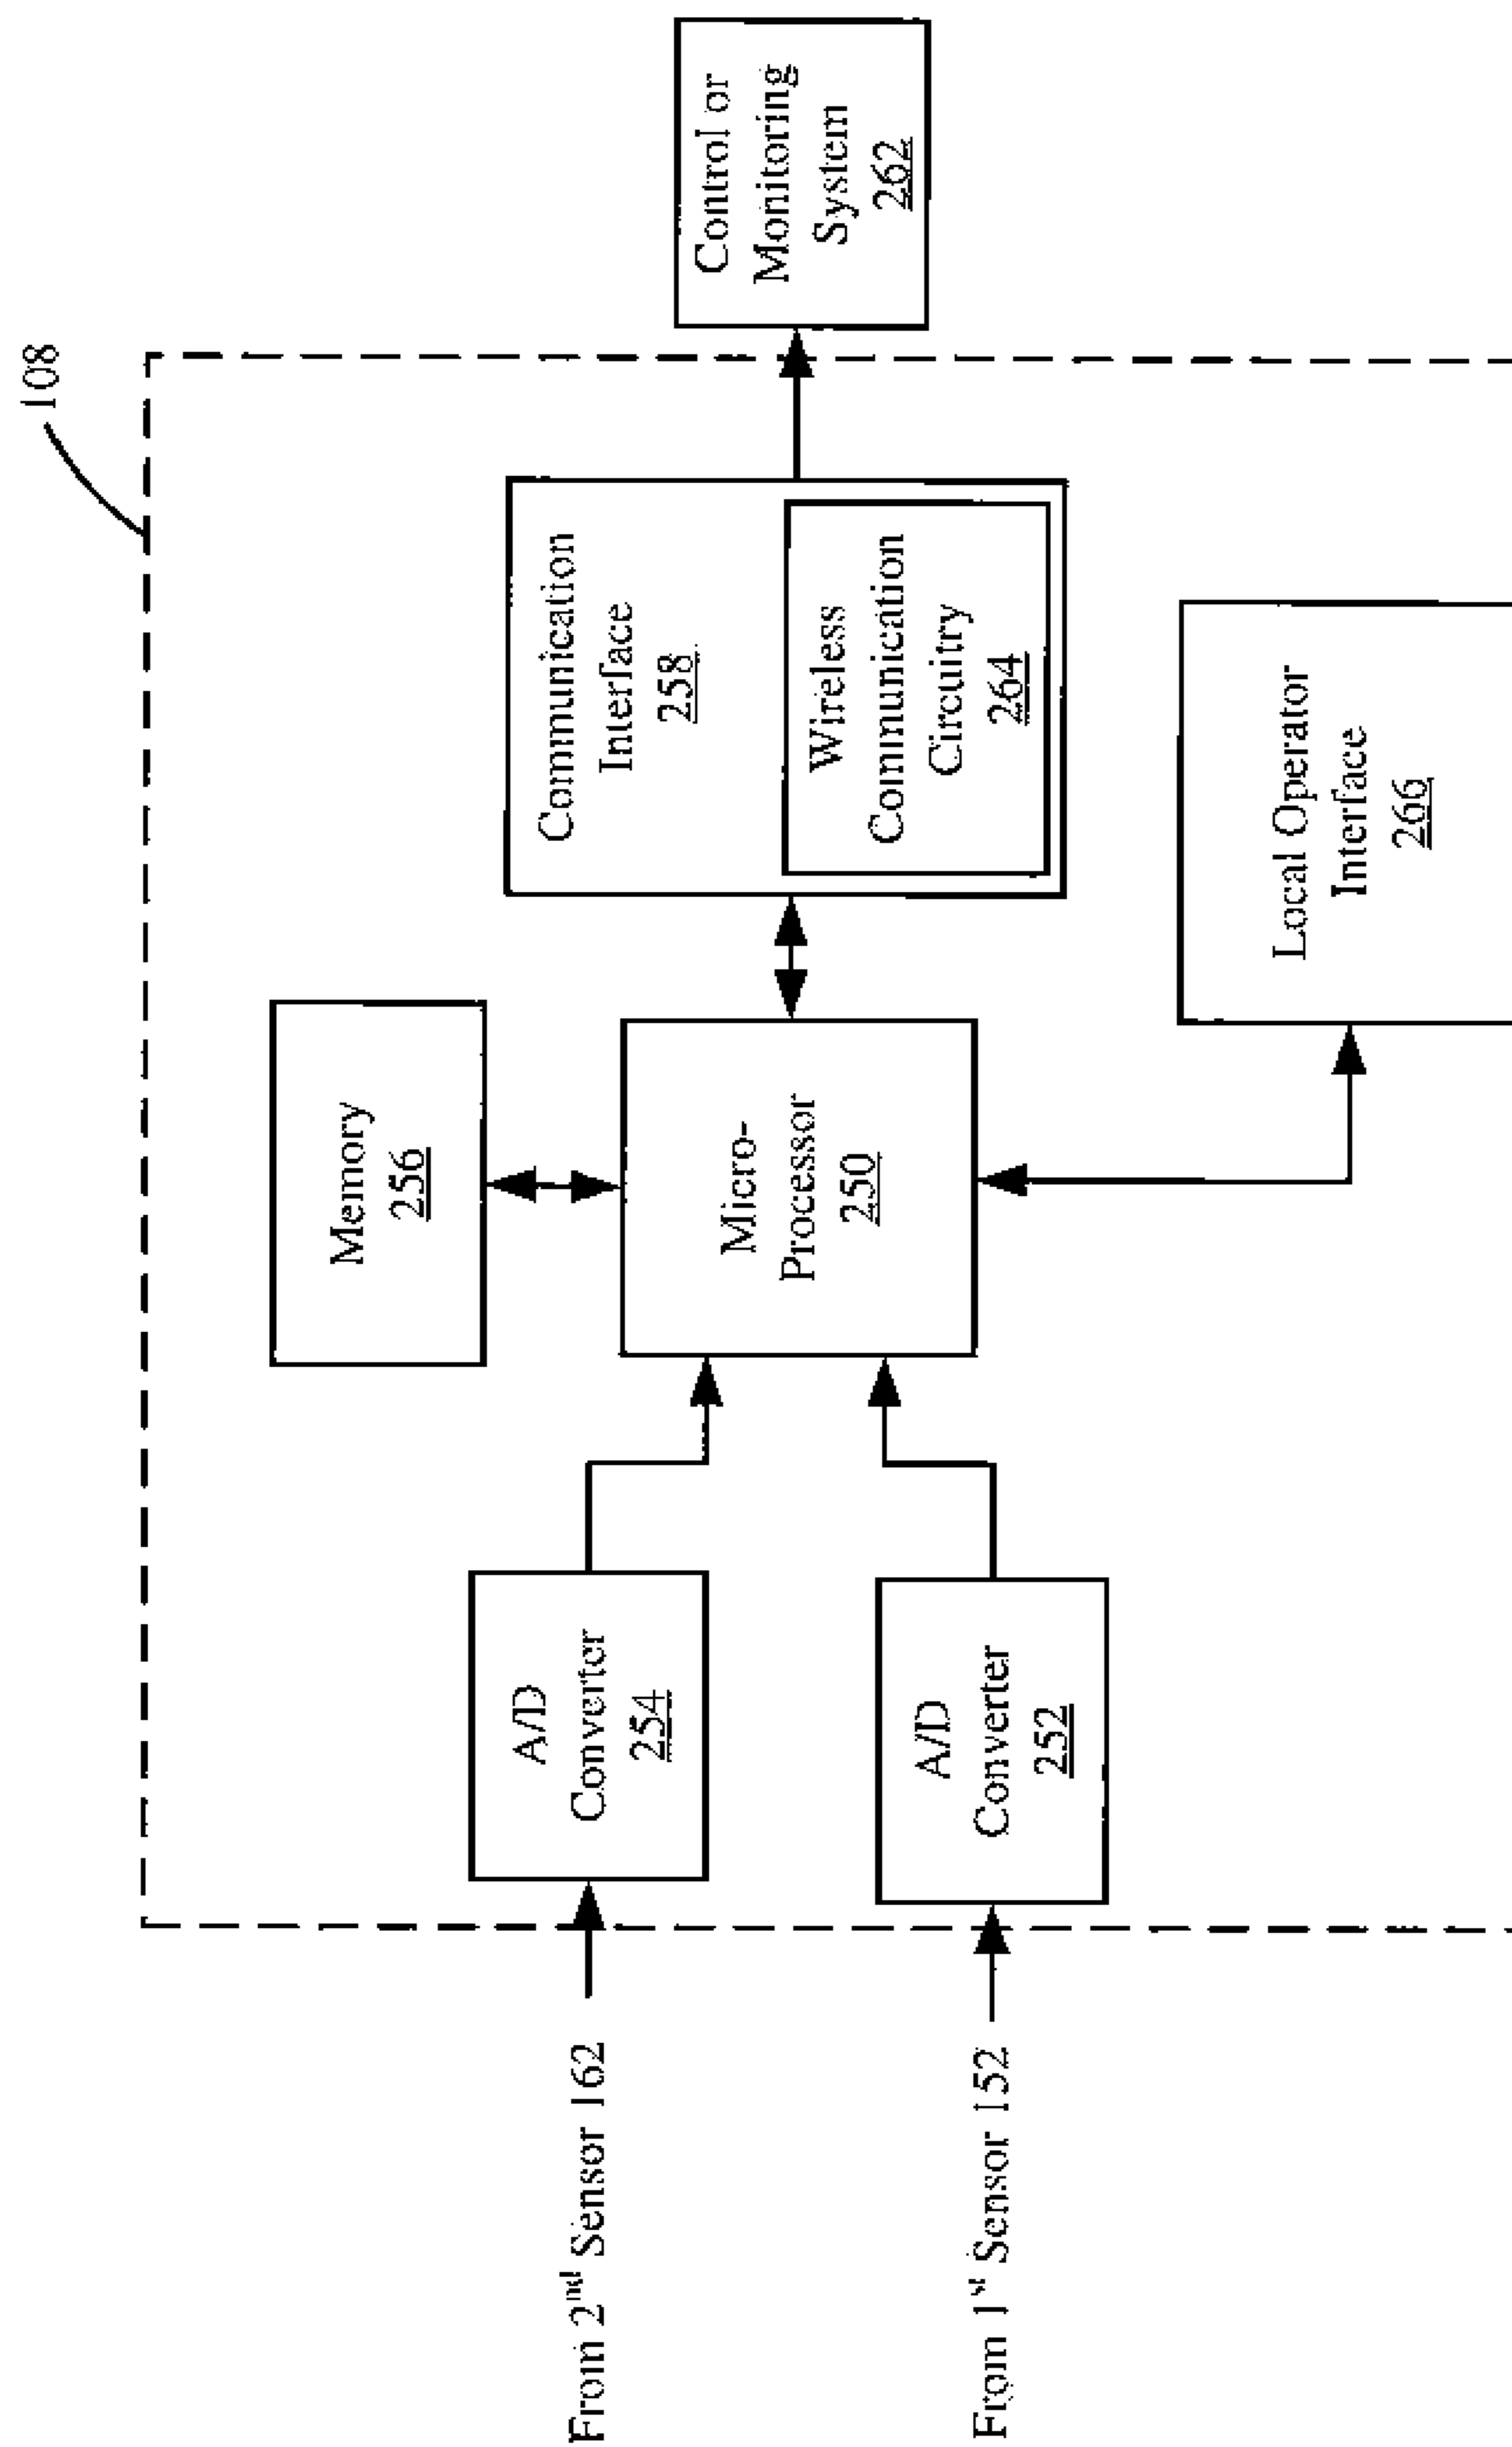 108
Memory
256
From 2nd Sensor 162
A/D
Converter
254
Micro-
Processor
250
Communication
Interface
258
Wireless
Communication
Circuitry
264
Control or
Monitoring
System
262
From 1st Sensor 152
A/D
Converter
252
Local Operator
Interface
266